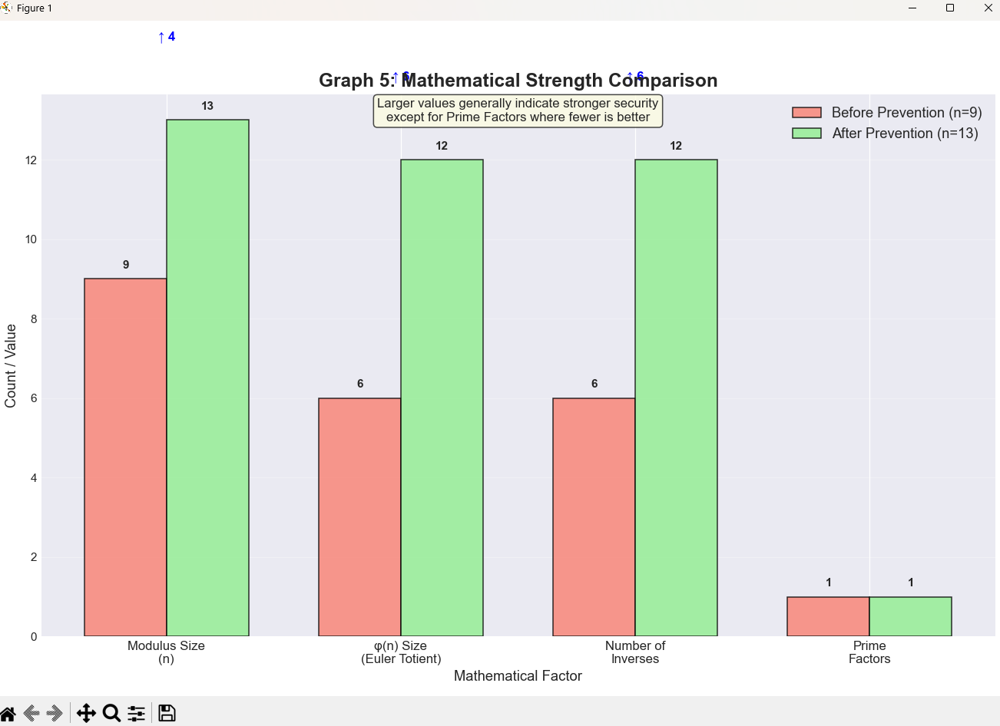 Figure 1
↑ 4
↑ 6
↑ 6
Graph 5: Mathematical Strength Comparison
Larger values generally indicate stronger security
except for Prime Factors where fewer is better
Before Prevention (n=9)
After Prevention (n=13)
13
12
12
9
6
6
1
1
12
10
8
6
4
2
0
Count / Value
Modulus Size
(n)
φ(n) Size
(Euler Totient)
Number of
Inverses
Prime
Factors
Mathematical Factor